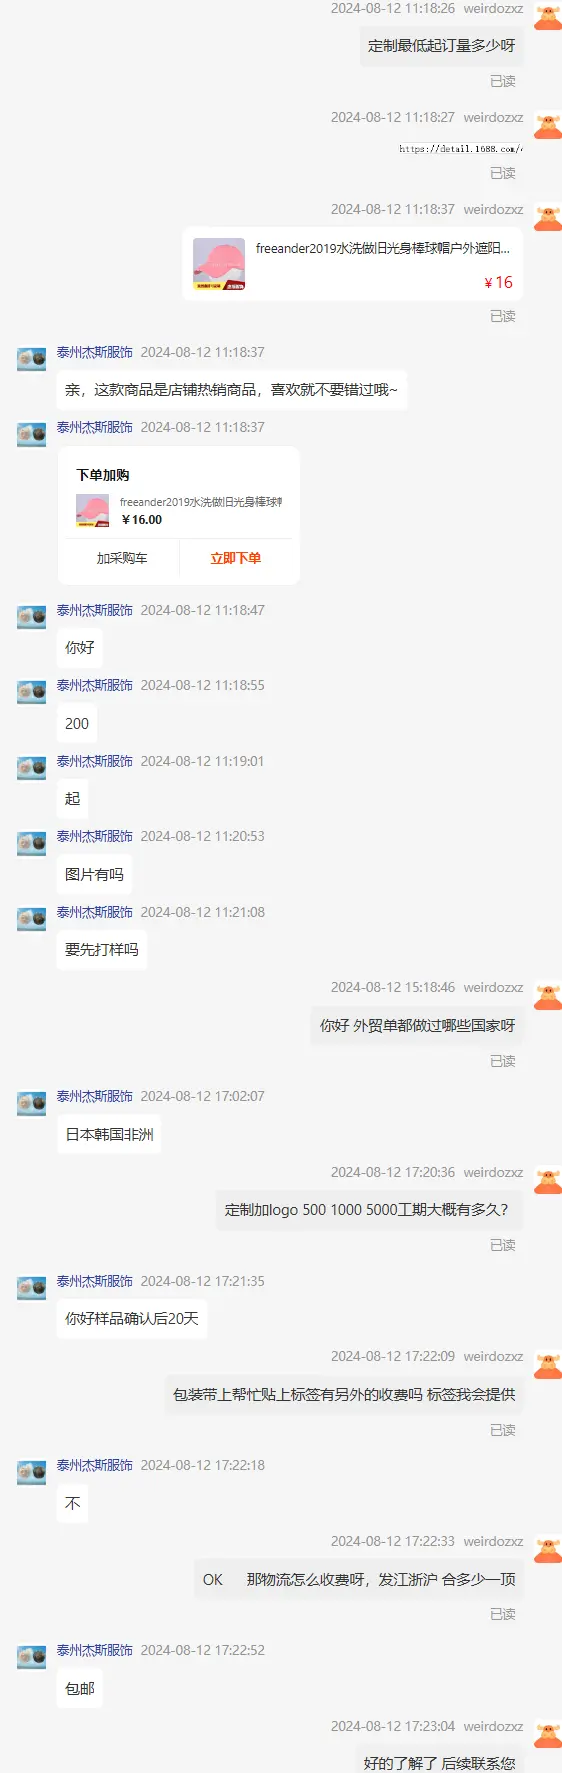 2024-08-12 11:18:26 weirdozxz
定制最低起订量多少呀
已读
2024-08-12 11:18:27 weirdozxz
https://detail.1688.com/
已读
2024-08-12 11:18:37 weirdozxz
freeander2019水洗做旧光身棒球帽户外遮阳...
¥16
已读
泰州杰斯服饰 2024-08-12 11:18:37
亲，这款商品是店铺热销商品，喜欢就不要错过哦~
泰州杰斯服饰 2024-08-12 11:18:37
下单加购
freeander2019水洗做旧光身棒球帽
¥16.00
加采购车 立即下单
泰州杰斯服饰 2024-08-12 11:18:47
你好
泰州杰斯服饰 2024-08-12 11:18:55
200
泰州杰斯服饰 2024-08-12 11:19:01
起
泰州杰斯服饰 2024-08-12 11:20:53
图片有吗
泰州杰斯服饰 2024-08-12 11:21:08
要先打样吗
2024-08-12 15:18:46 weirdozxz
你好 外贸单都做过哪些国家呀
已读
泰州杰斯服饰 2024-08-12 17:02:07
日本韩国非洲
2024-08-12 17:20:36 weirdozxz
定制加logo 500 1000 5000工期大概有多久？
已读
泰州杰斯服饰 2024-08-12 17:21:35
你好样品确认后20天
2024-08-12 17:22:09 weirdozxz
包装带上帮忙贴上标签有另外的收费吗 标签我会提供
已读
泰州杰斯服饰 2024-08-12 17:22:18
不
2024-08-12 17:22:33 weirdozxz
OK 那物流怎么收费呀，发江浙沪 合多少一顶
已读
泰州杰斯服饰 2024-08-12 17:22:52
包邮
2024-08-12 17:23:04 weirdozxz
好的了解了 后续联系您